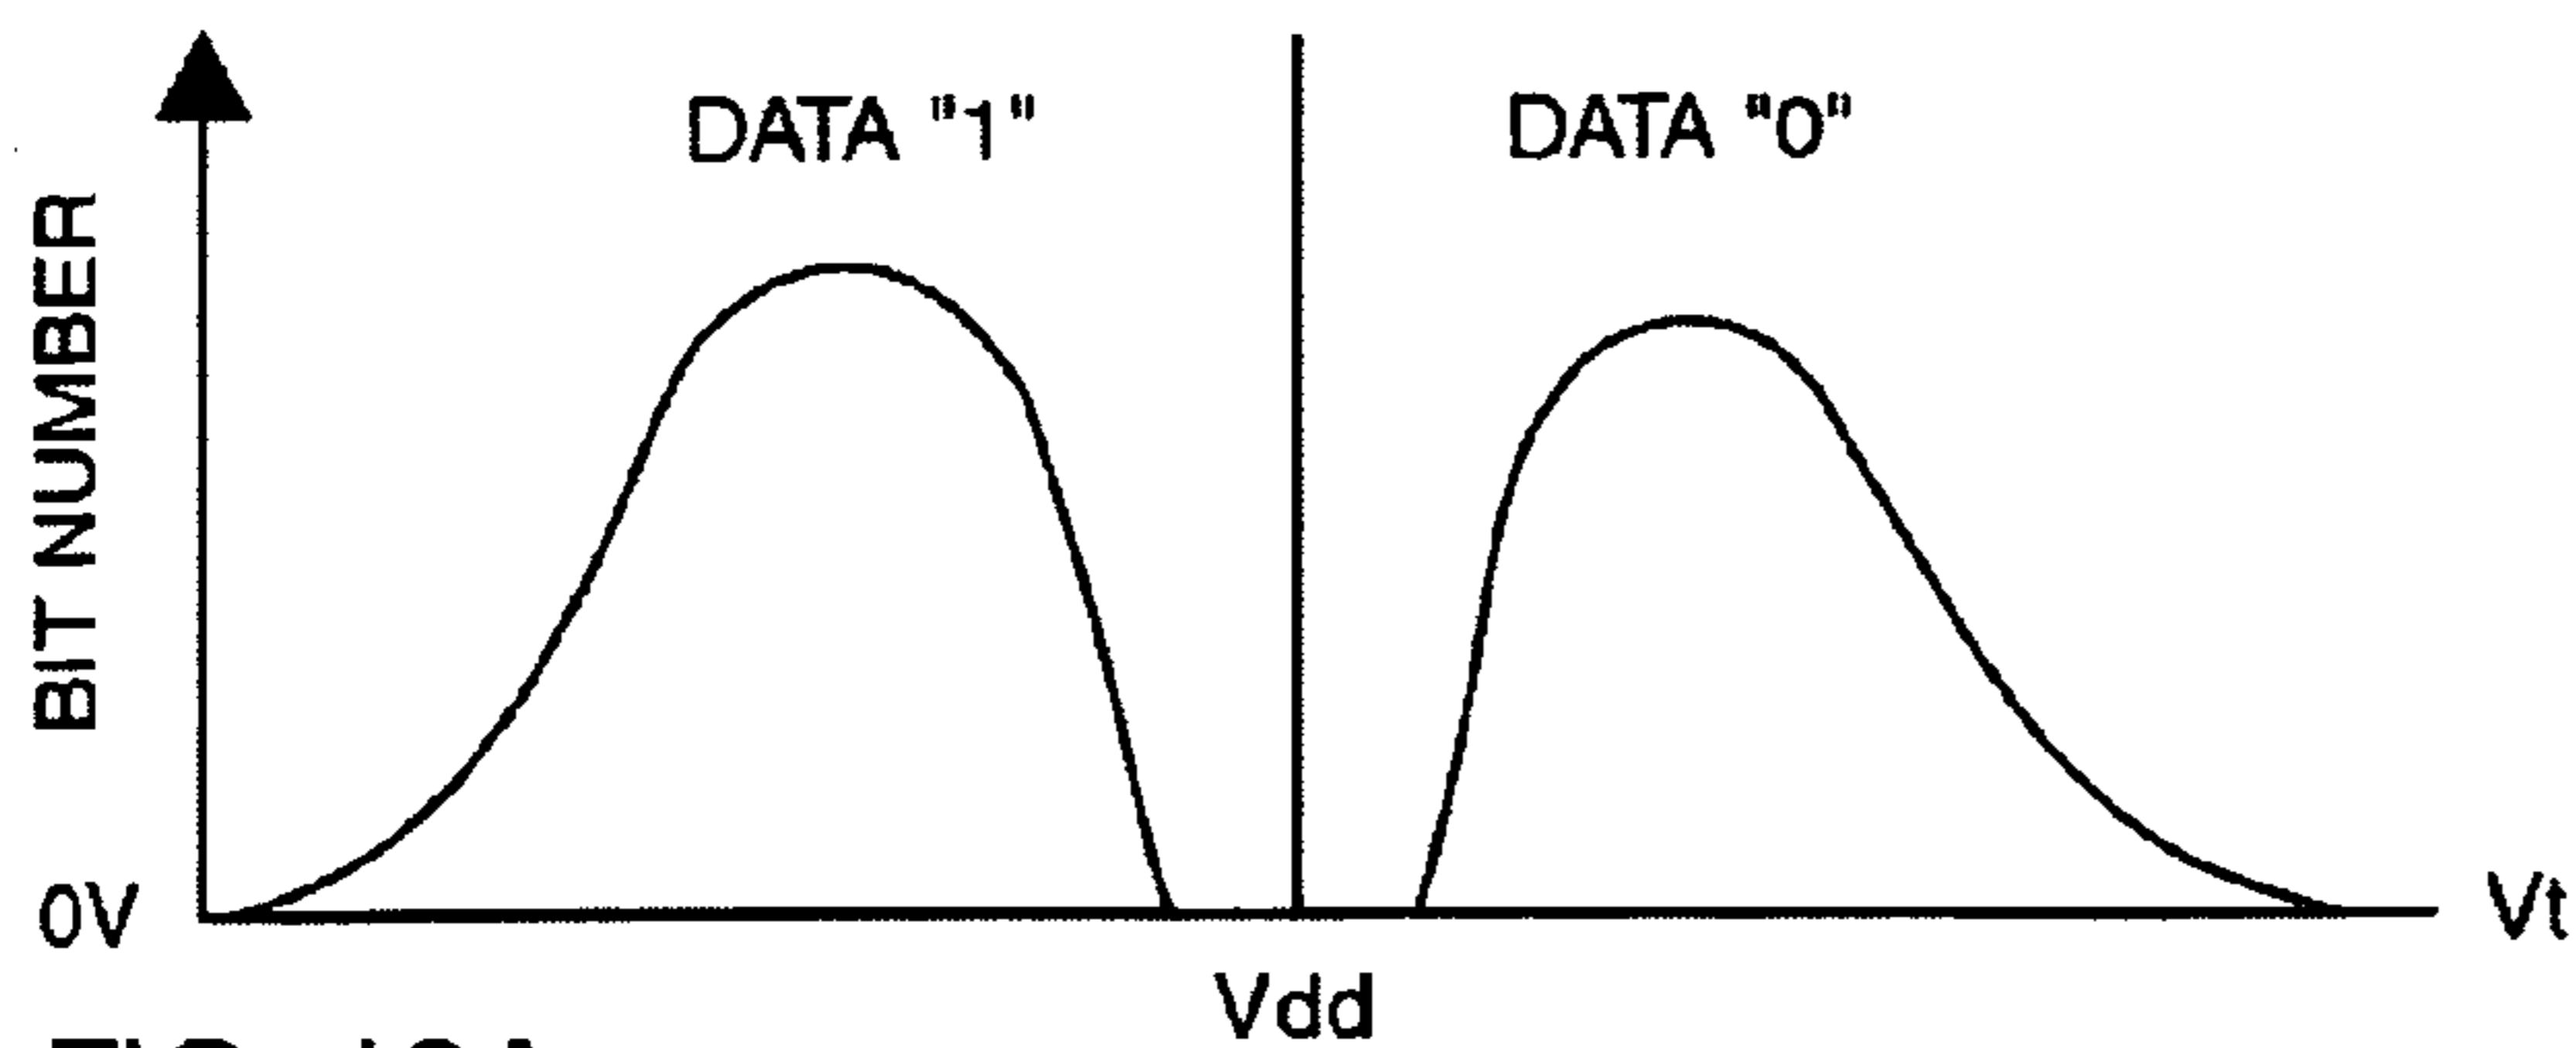 DATA "1"
DATA "0"
BIT NUMBER
0V
Vt
Vdd